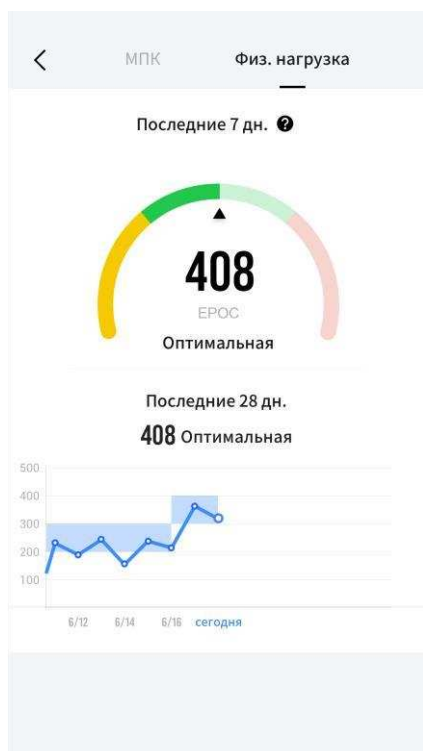 МПК Физ. нагрузка
Последние 7 дн. ?
408
EPOC
Оптимальная
Последние 28 дн.
408 Оптимальная
500
400
300
200
100
6/12 6/14 6/16 сегодня